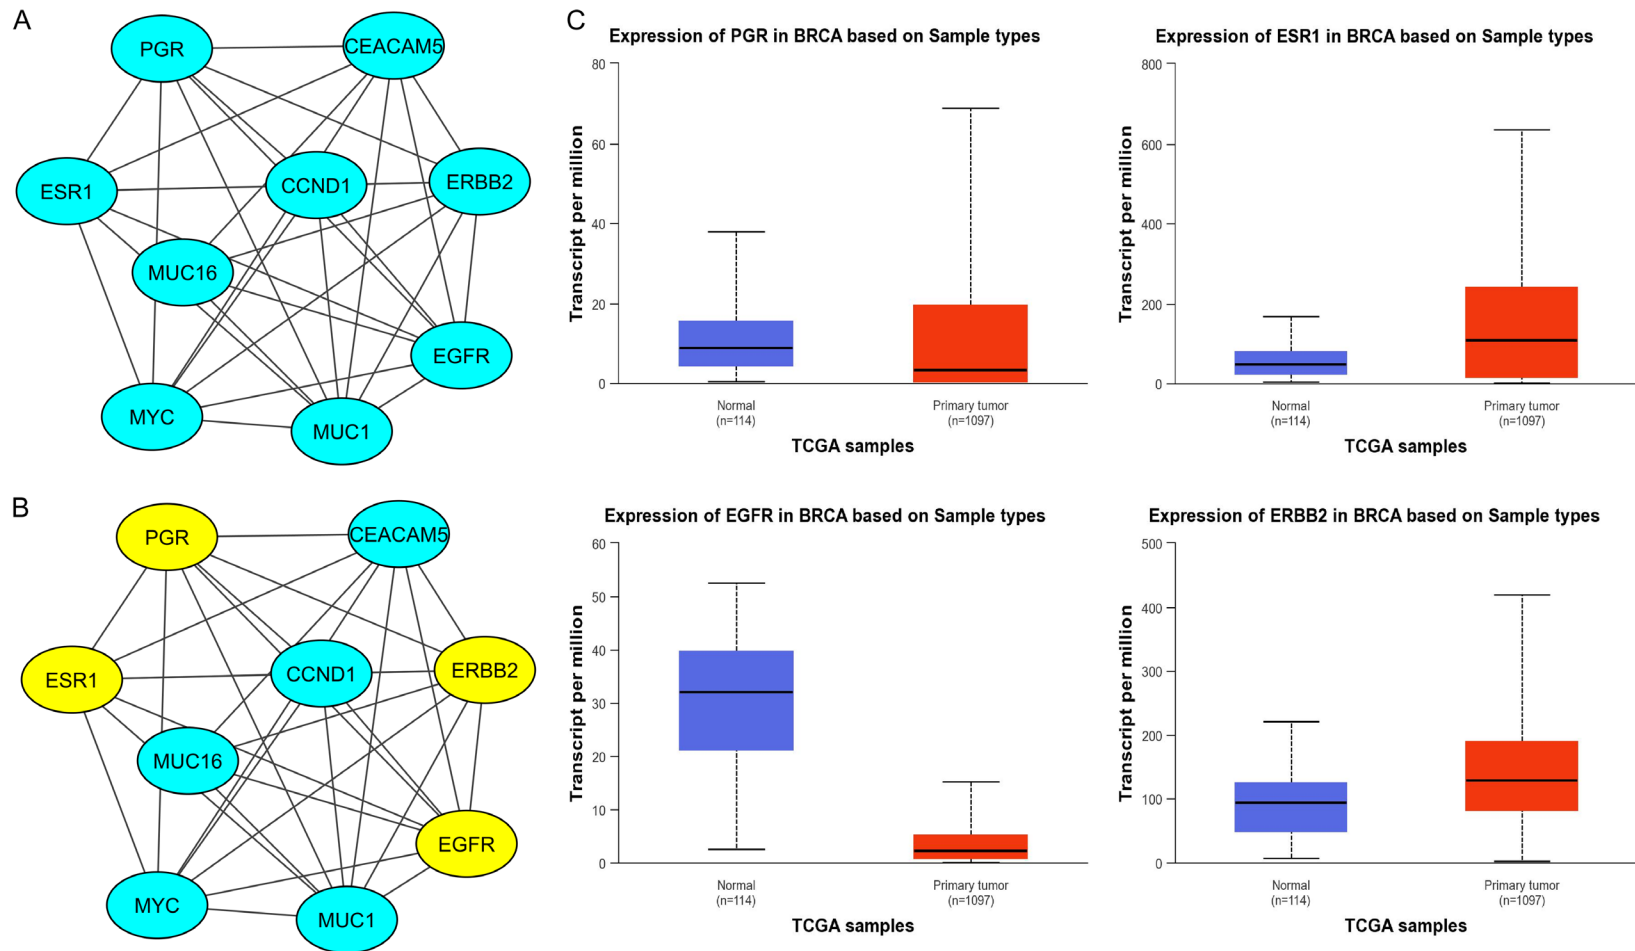 A
PGR
CEACAM5
ESR1
CCND1
ERBB2
MUC16
EGFR
MYC
MUC1
B
PGR
CEACAM5
ESR1
CCND1
ERBB2
MUC16
EGFR
MYC
MUC1
C
Expression of PGR in BRCA based on Sample types
Transcript per million
80
60
40
20
0
Normal
(n=114)
Primary tumor
(n=1097)
TCGA samples
Expression of ESR1 in BRCA based on Sample types
Transcript per million
800
600
400
200
100
0
Normal
(n=114)
Primary tumor
(n=1097)
TCGA samples
Expression of EGFR in BRCA based on Sample types
Transcript per million
60
50
40
30
20
10
0
Normal
(n=114)
Primary tumor
(n=1097)
TCGA samples
Expression of ERBB2 in BRCA based on Sample types
Transcript per million
500
400
300
200
100
0
Normal
(n=114)
Primary tumor
(n=1097)
TCGA samples